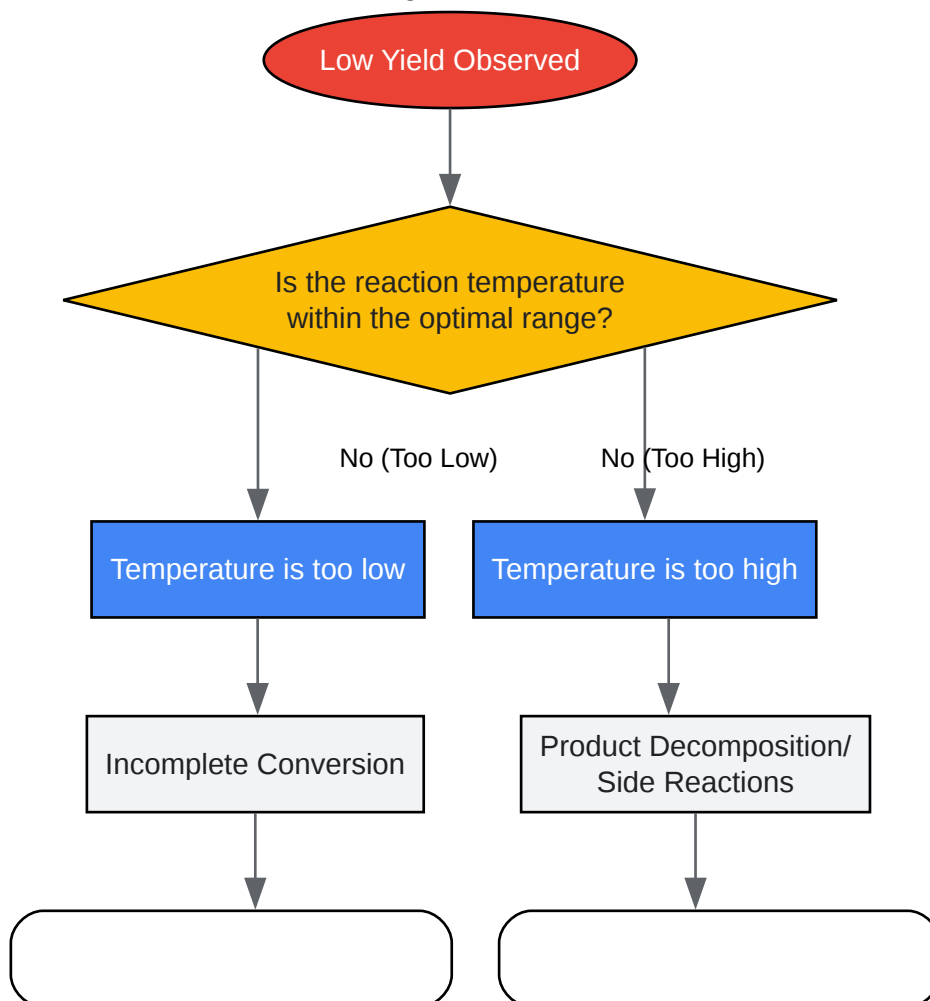 Low Yield Observed
Is the reaction temperature
within the optimal range?
No (Too Low)
No (Too High)
Temperature is too low
Temperature is too high
Incomplete Conversion
Product Decomposition/
Side Reactions